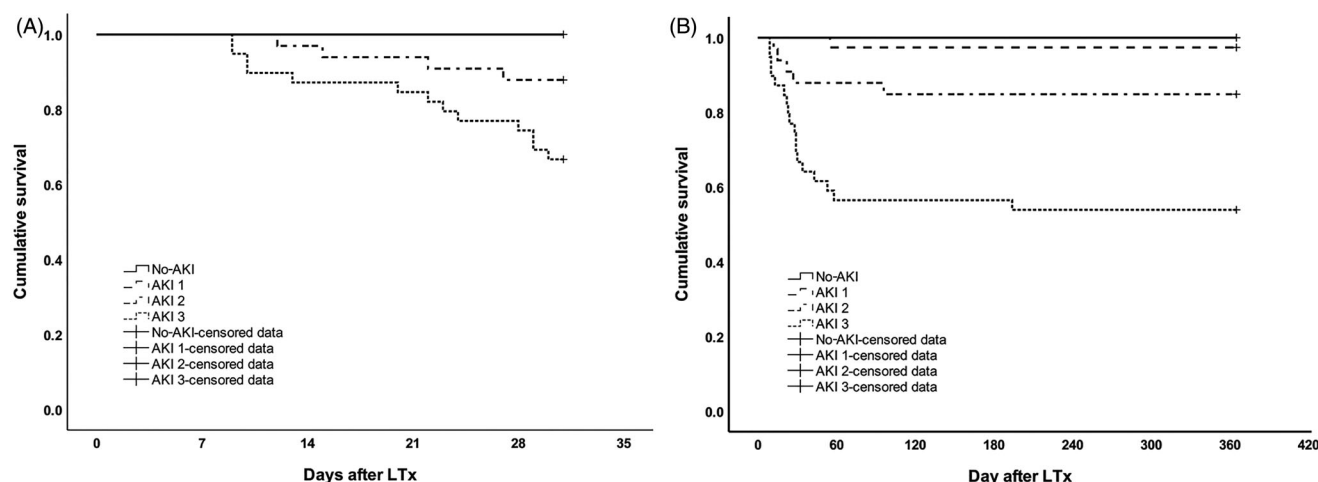 (A)
1.0
0.8
0.6
0.4
0.2
0.0
Cumulative survival
No-AKI
AKI 1
AKI 2
AKI 3
No-AKI-censored data
AKI 1-censored data
AKI 2-censored data
AKI 3-censored data
0 7 14 21 28 35
Days after LTx
(B)
1.0
0.8
0.6
0.4
0.2
0.0
Cumulative survival
No-AKI
AKI 1
AKI 2
AKI 3
No-AKI-censored data
AKI 1-censored data
AKI 2-censored data
AKI 3-censored data
0 60 120 180 240 300 360 420
Day after LTx